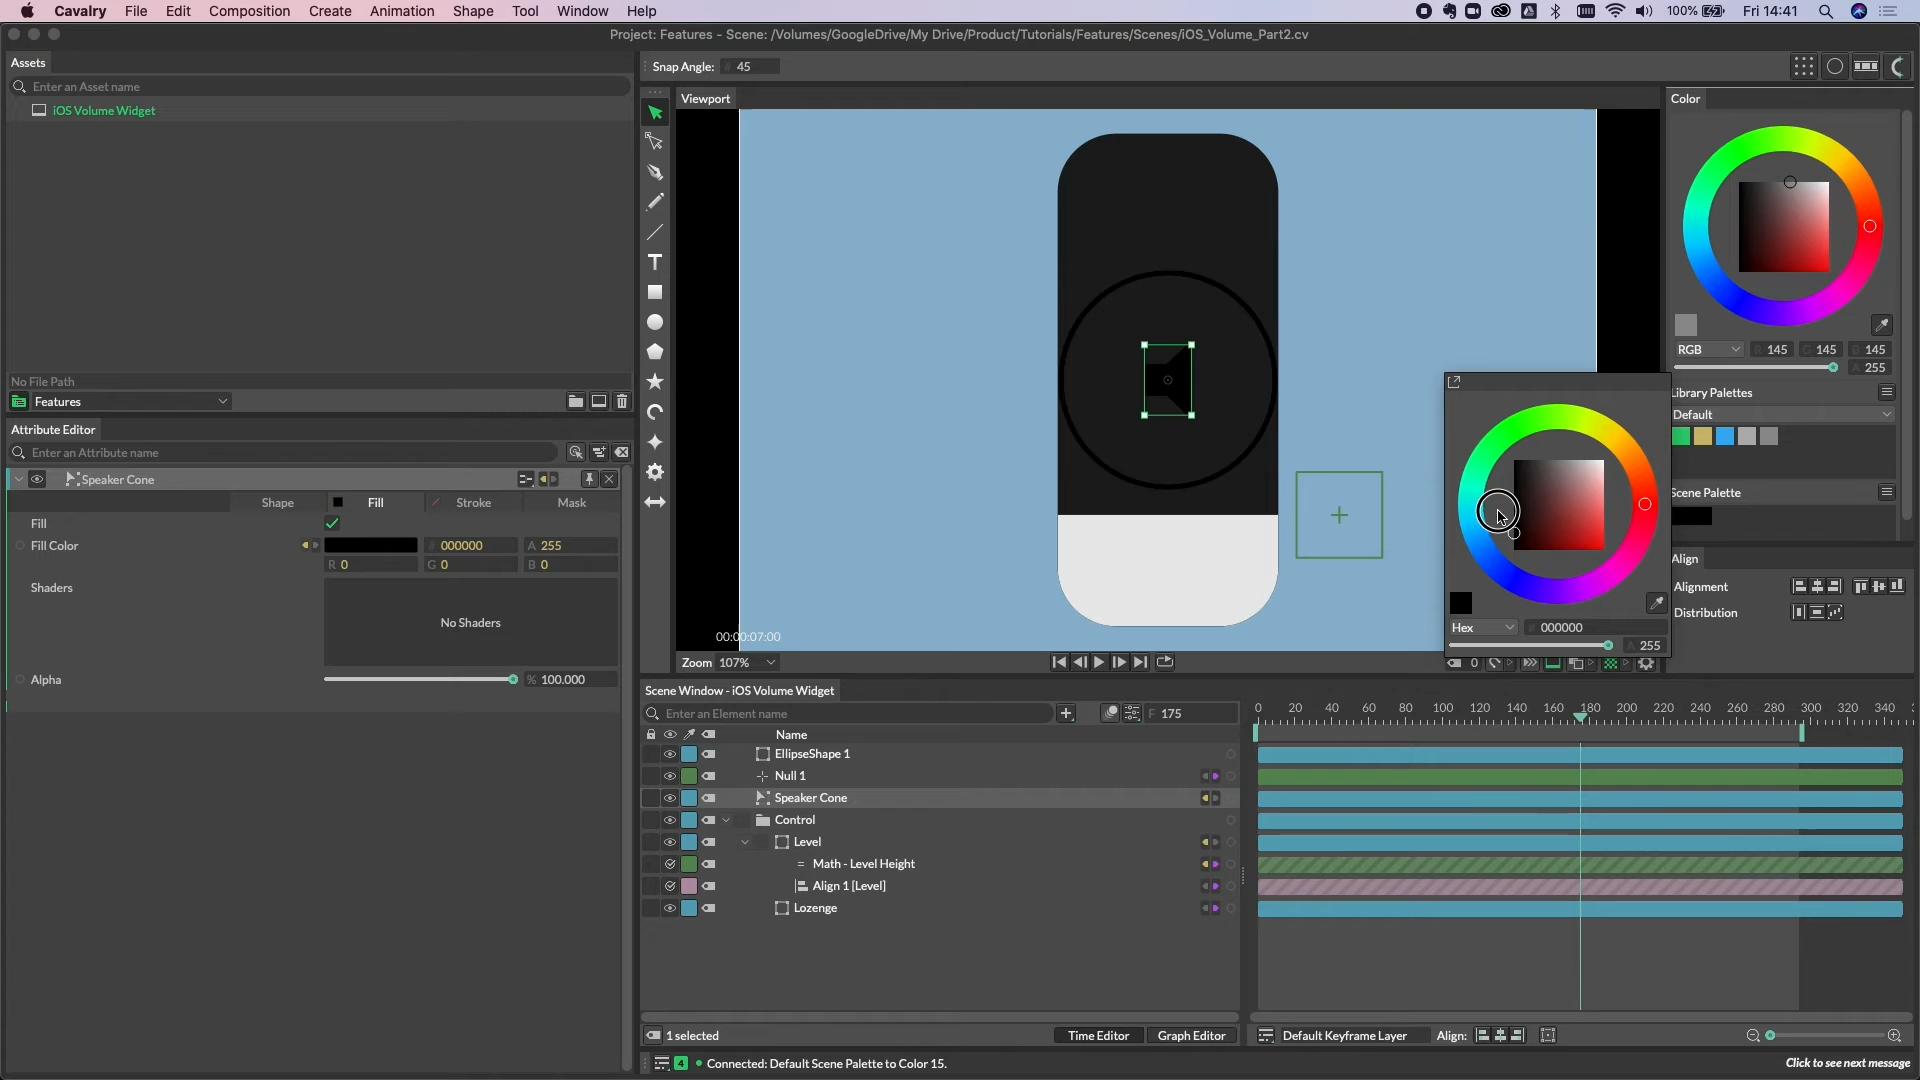 Cavalry File Edit Composition Create Animation Shape Tool Window Help 100% Fri 14:41
Project: Features - Scene: /Volumes/GoogleDrive/My Drive/Product/Tutorials/Features/Scenes/iOS_Volume_Part2.cv
Assets
Enter an Asset name
iOS Volume Widget
No File Path
Features
Attribute Editor
Enter an Attribute name
Speaker Cone
Shape Fill Stroke Mask
Fill
Fill Color # 000000 A 255
R 0 G 0 B 0
Shaders
No Shaders
Alpha % 100.000
Snap Angle: # 45
Viewport
T
00:00:07:00
Zoom 107%
0
Hex # 000000
A 255
Color
RGB R 145 G 145 B 145
A 255
Library Palettes
Default
Scene Palette
Align
Alignment
Distribution
Scene Window - iOS Volume Widget
Enter an Element name
F 175
0 20 40 60 80 100 120 140 160 180 200 220 240 260 280 300 320 340
Name
EllipseShape 1
Null 1
Speaker Cone
Control
Level
Math - Level Height
Align 1 [Level]
Lozenge
1 selected
Time Editor Graph Editor
Default Keyframe Layer Align:
4 Connected: Default Scene Palette to Color 15.
Click to see next message